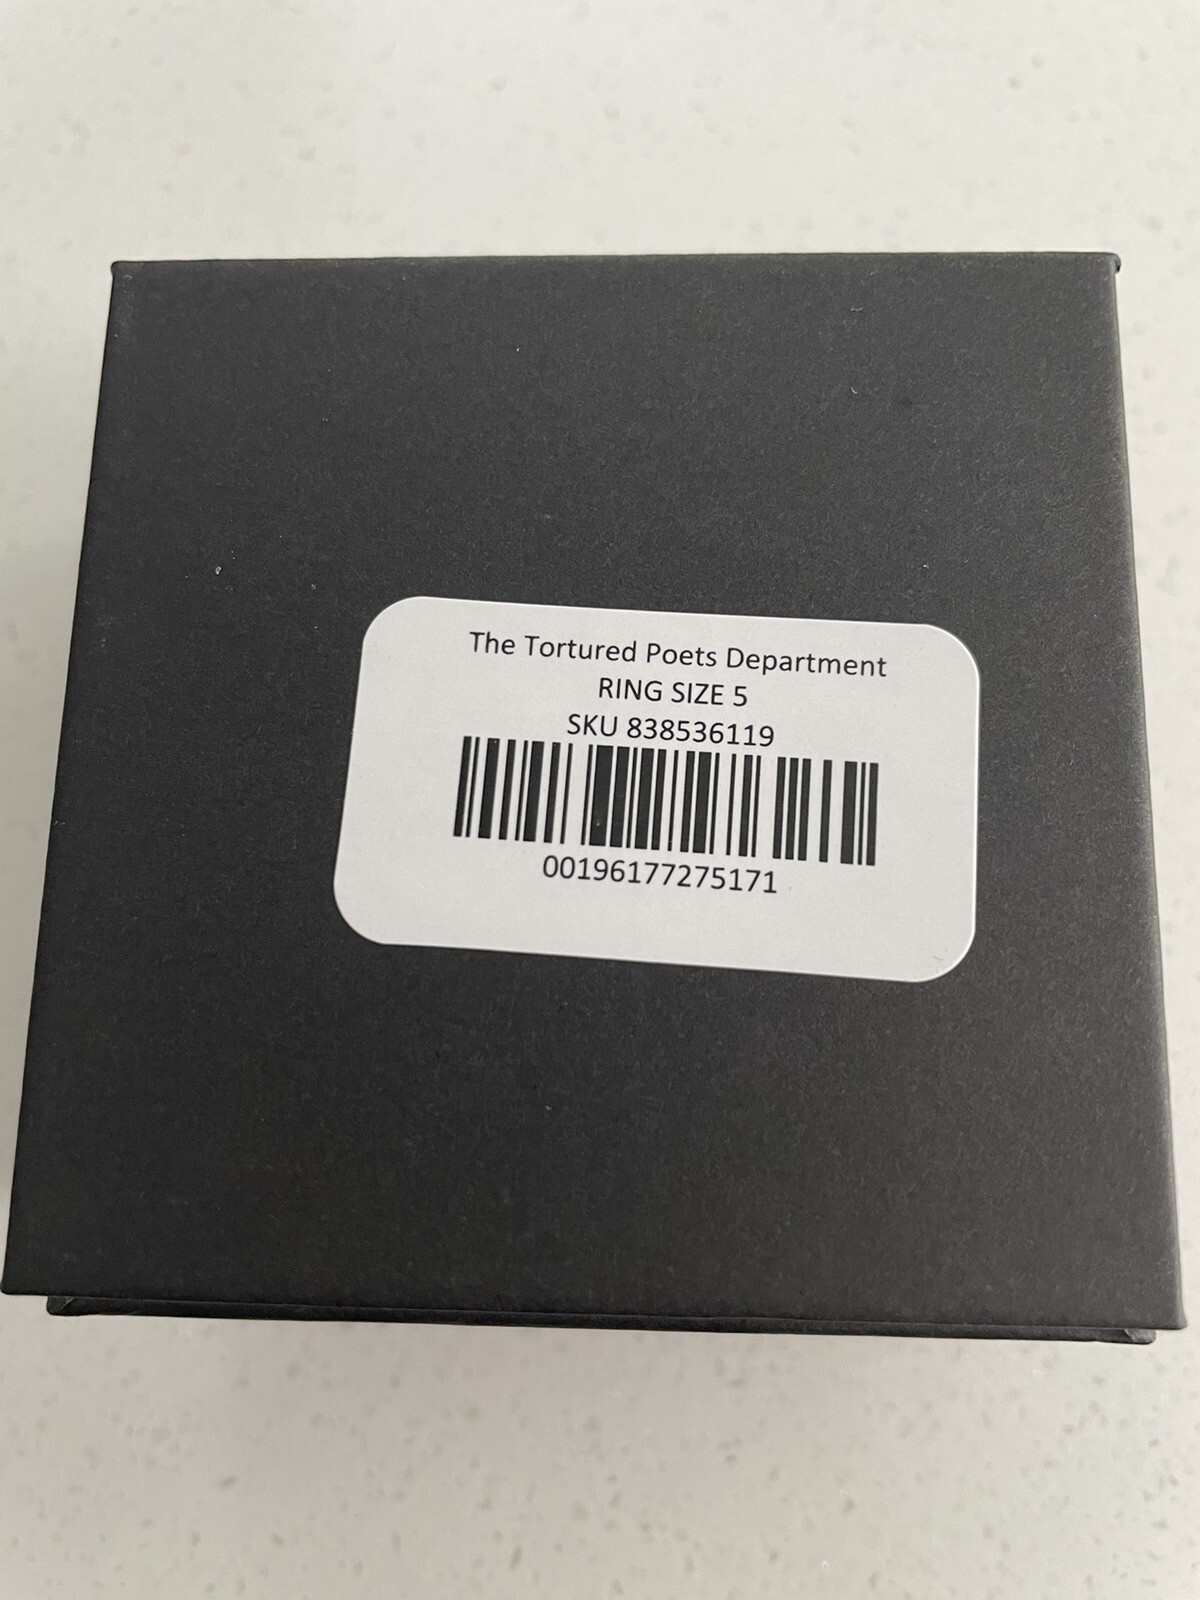 The Tortured Poets Department
RING SIZE 5
SKU 838536119
00196177275171